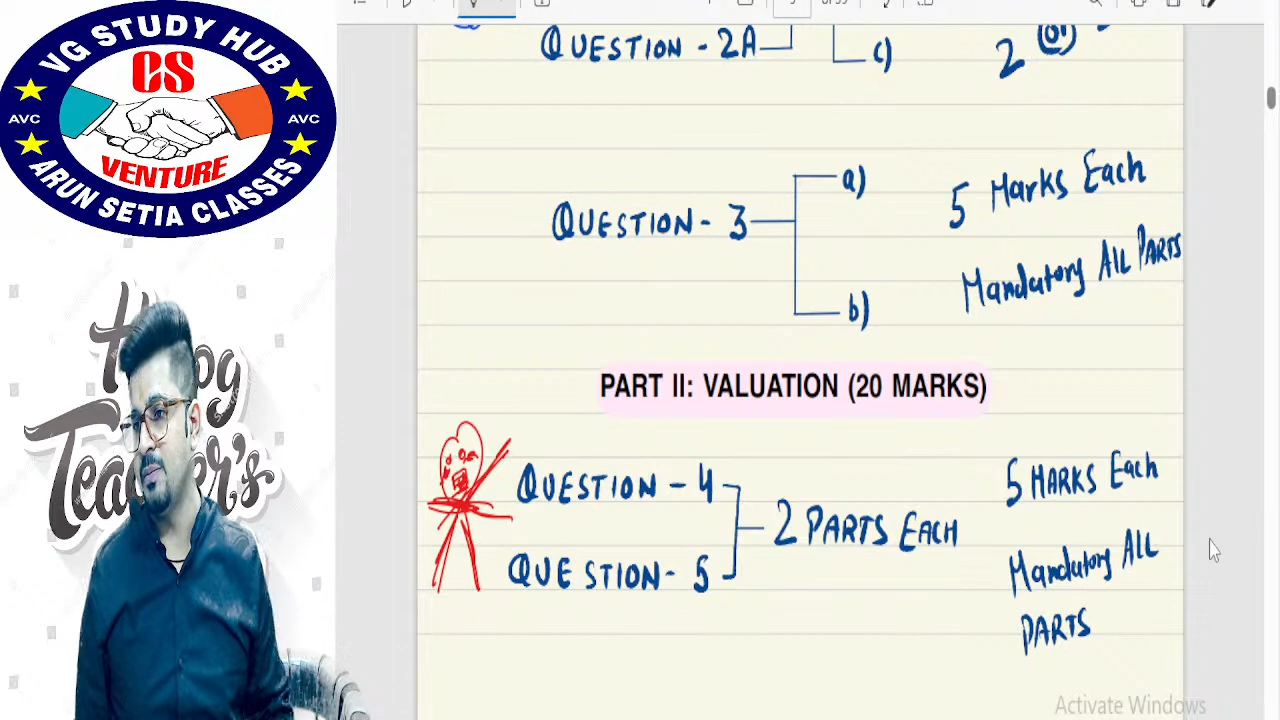 VG STUDY HUB
CS
AVC
AVC
VENTURE
ARUN SETIA CLASSES
Teacher's
QUESTION - 2A
c)
2
QUESTION - 3
a)
b)
5 Marks Each
Mandatory All PARTS
PART II: VALUATION (20 MARKS)
QUESTION - 4
QUESTION - 5
2 PARTS EACH
5 MARKS Each
Mandatory All
PARTS
Activate Windows